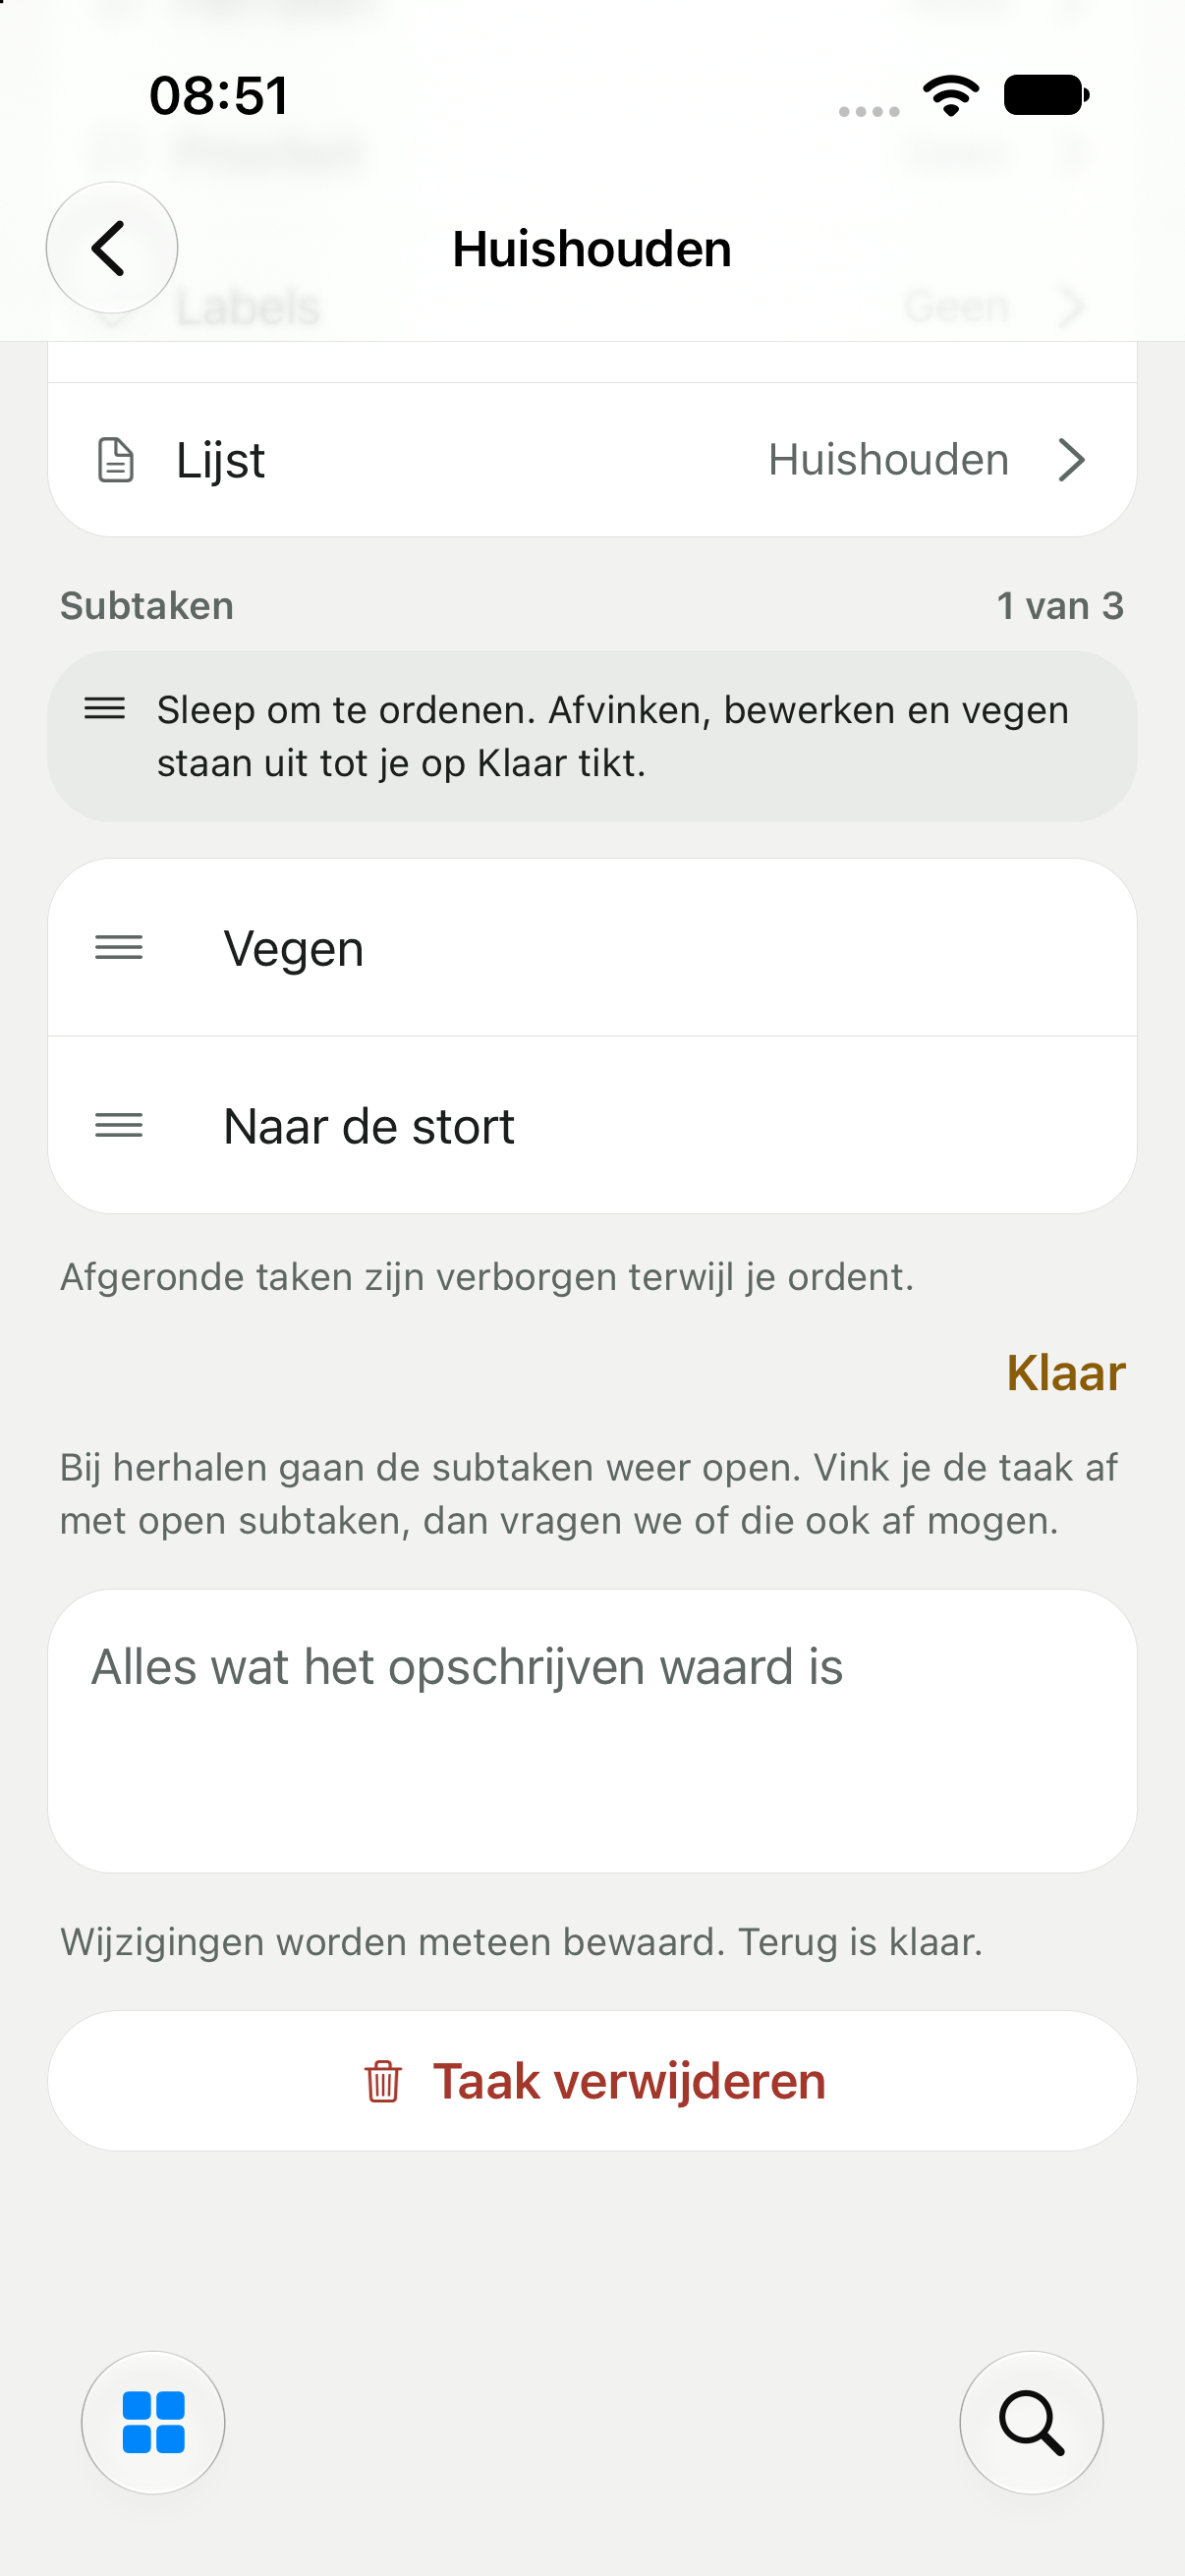 08:51
Huishouden
Labels Geen
Lijst Huishouden
Subtaken 1 van 3
Sleep om te ordenen. Afvinken, bewerken en vegen
staan uit tot je op Klaar tikt.
Vegen
Naar de stort
Afgeronde taken zijn verborgen terwijl je ordent.
Klaar
Bij herhalen gaan de subtaken weer open. Vink je de taak af
met open subtaken, dan vragen we of die ook af mogen.
Alles wat het opschrijven waard is
Wijzigingen worden meteen bewaard. Terug is klaar.
Taak verwijderen